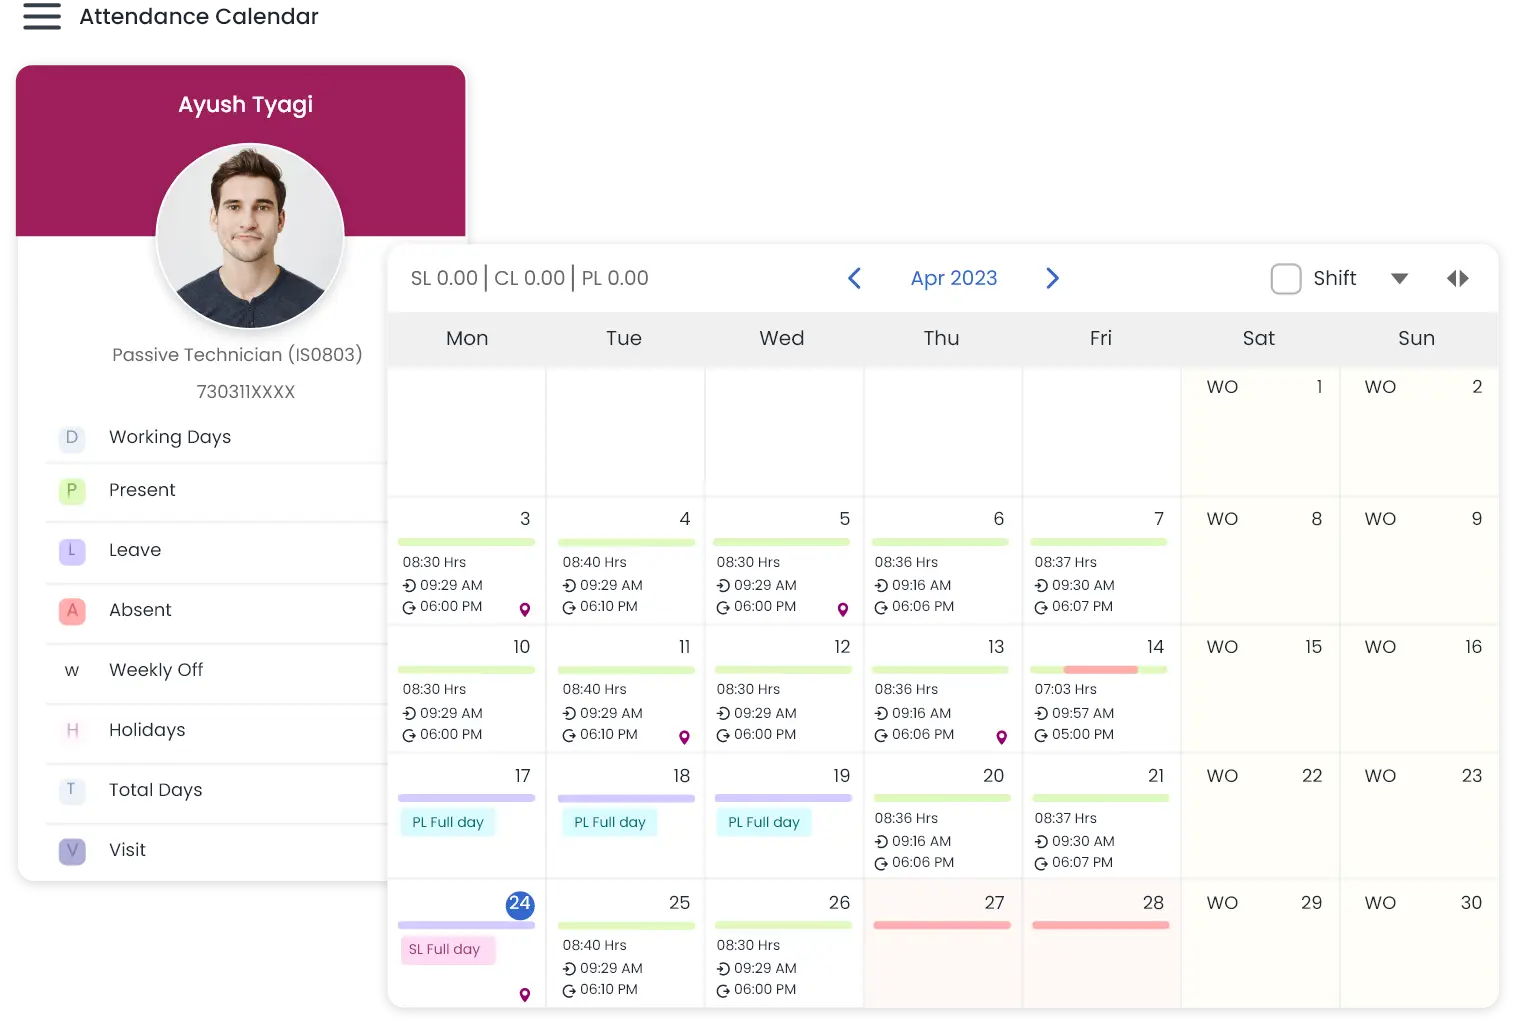 Attendance Calendar
Ayush Tyagi
Passive Technician (IS0803)
730311XXXX
D Working Days
P Present
L Leave
A Absent
w Weekly Off
H Holidays
T Total Days
V Visit
SL 0.00 | CL 0.00 | PL 0.00
Apr 2023
Shift
Mon Tue Wed Thu Fri Sat Sun
WO 1 WO 2
3 4 5 6 7 WO 8 WO 9
08:30 Hrs 08:40 Hrs 08:30 Hrs 08:36 Hrs 08:37 Hrs
09:29 AM 09:29 AM 09:29 AM 09:16 AM 09:30 AM
06:00 PM 06:10 PM 06:00 PM 06:06 PM 06:07 PM
10 11 12 13 14 WO 15 WO 16
08:30 Hrs 08:40 Hrs 08:30 Hrs 08:36 Hrs 07:03 Hrs
09:29 AM 09:29 AM 09:29 AM 09:16 AM 09:57 AM
06:00 PM 06:10 PM 06:00 PM 06:06 PM 05:00 PM
17 18 19 20 21 WO 22 WO 23
PL Full day PL Full day PL Full day 08:36 Hrs 08:37 Hrs
09:16 AM 09:30 AM
06:06 PM 06:07 PM
24 25 26 27 28 WO 29 WO 30
SL Full day 08:40 Hrs 08:30 Hrs
09:29 AM 09:29 AM
06:10 PM 06:00 PM